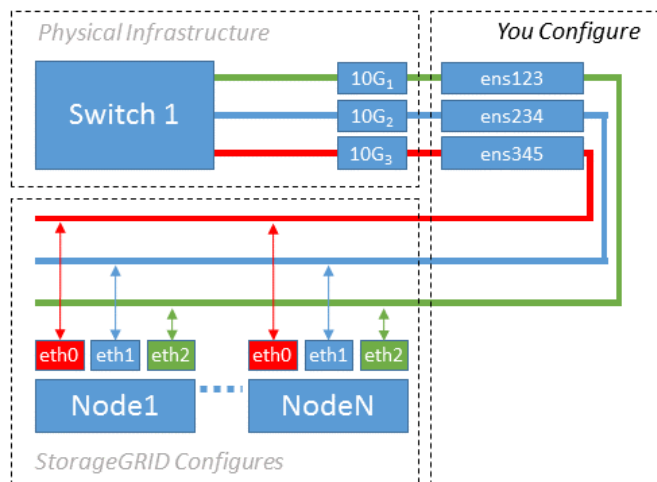 Physical Infrastructure
You Configure
Switch 1
10G₁
ens123
10G₂
ens234
10G₃
ens345
eth0
eth1
eth2
eth0
eth1
eth2
Node1
NodeN
StorageGRID Configures